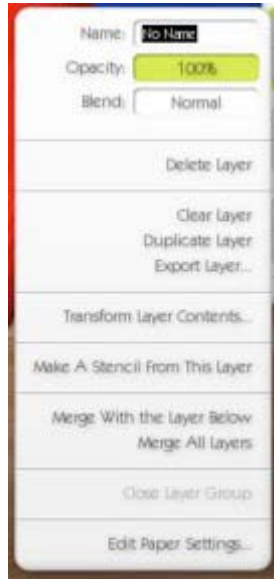 Name: No Name
Opacity: 100%
Blend: Normal
Delete Layer
Clear Layer
Duplicate Layer
Export Layer...
Transform Layer Contents...
Make A Stencil From This Layer
Merge With the Layer Below
Merge All Layers
Close Layer Group
Edit Paper Settings...